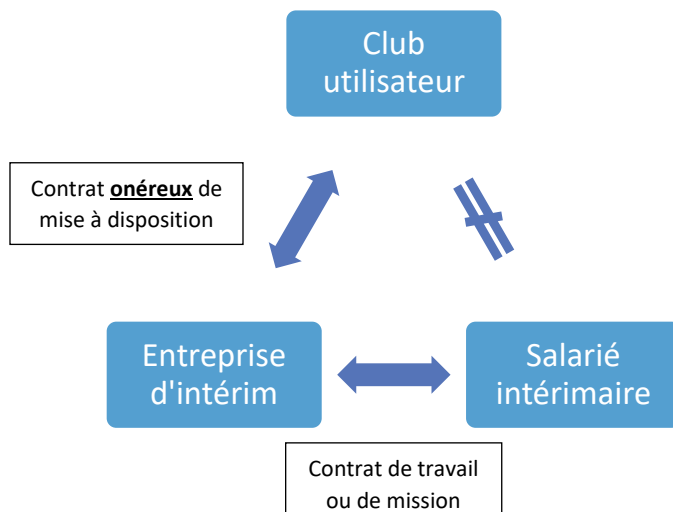 Club
utilisateur
Contrat onéreux de
mise à disposition
Entreprise
d'intérim
Salarié
intérimaire
Contrat de travail
ou de mission